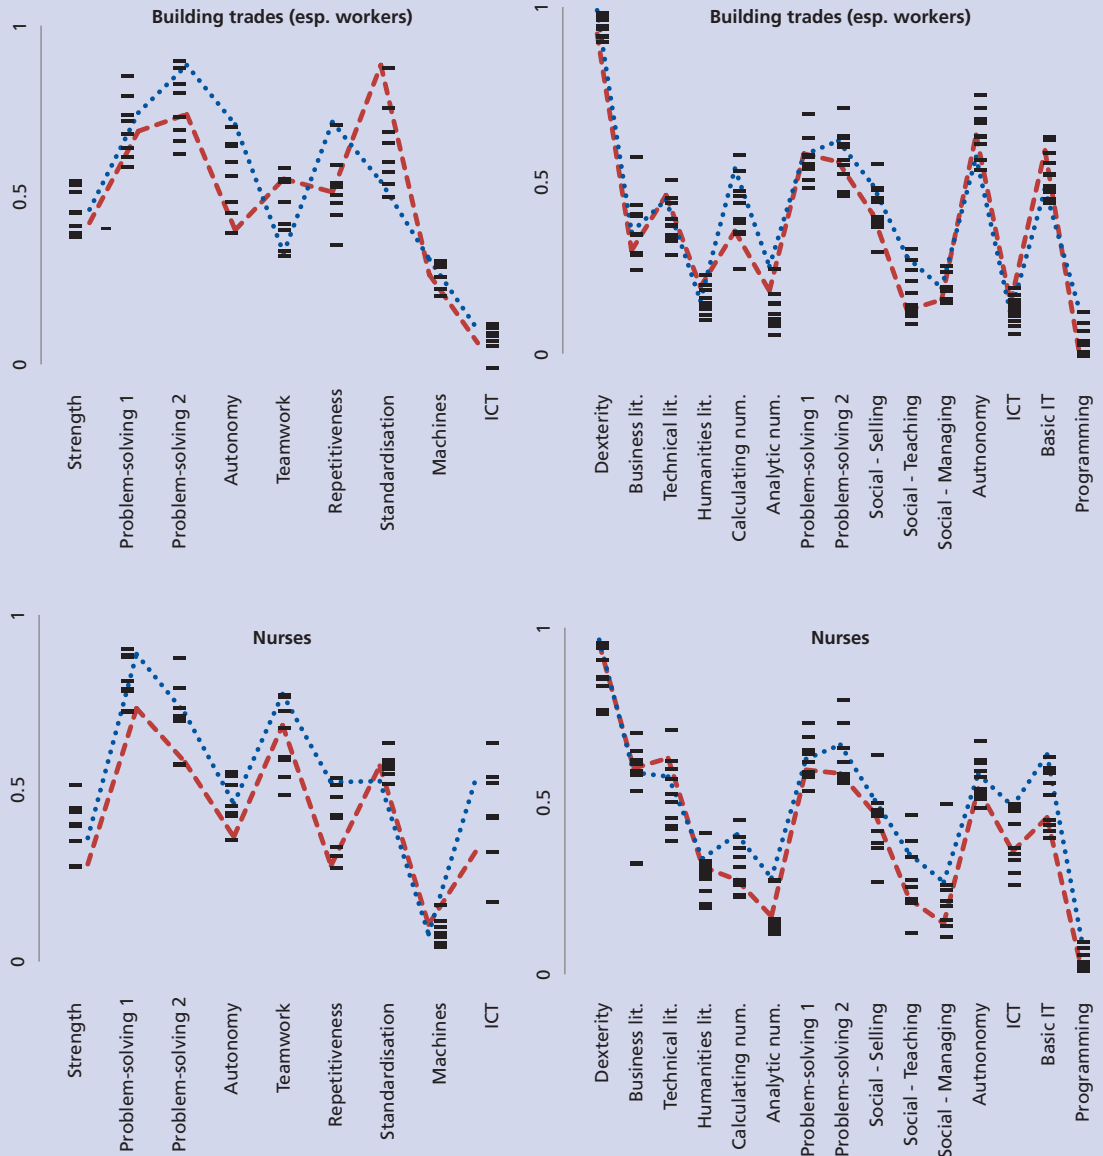 Building trades (esp. workers)
1
0.5
0
Strength
Problem-solving 1
Problem-solving 2
Autonomy
Teamwork
Repetitiveness
Standardisation
Machines
ICT
Building trades (esp. workers)
1
0.5
0
Dexterity
Business lit.
Technical lit.
Humanities lit.
Calculating num.
Analytic num.
Problem-solving 1
Problem-solving 2
Social - Selling
Social - Teaching
Social - Managing
Autnonomy
ICT
Basic IT
Programming
Nurses
1
0.5
0
Strength
Problem-solving 1
Problem-solving 2
Autonomy
Teamwork
Repetitiveness
Standardisation
Machines
ICT
Nurses
1
0.5
0
Dexterity
Business lit.
Technical lit.
Humanities lit.
Calculating num.
Analytic num.
Problem-solving 1
Problem-solving 2
Social - Selling
Social - Teaching
Social - Managing
Autnonomy
ICT
Basic IT
Programming